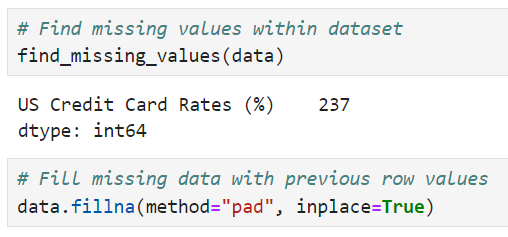 # Find missing values within dataset
find_missing_values(data)
US Credit Card Rates (%)    237
dtype: int64
# Fill missing data with previous row values
data.fillna(method="pad", inplace=True)